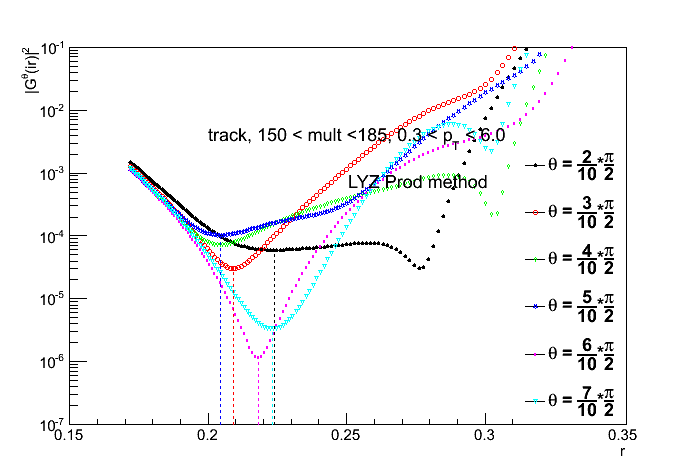 |G^θ(ir)|²
10⁻¹
10⁻²
10⁻³
10⁻⁴
10⁻⁵
10⁻⁶
10⁻⁷
track, 150 < mult <185, 0.3 < p_T < 6.0
LYZ Prod method
θ = 2/10 * π/2
θ = 3/10 * π/2
θ = 4/10 * π/2
θ = 5/10 * π/2
θ = 6/10 * π/2
θ = 7/10 * π/2
0.15 0.2 0.25 0.3 0.35
r